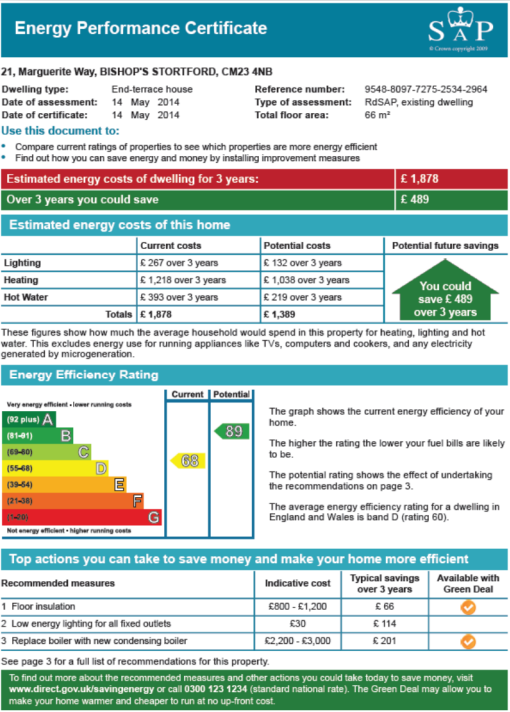 Energy Performance Certificate
SAP
© Crown copyright 2009
21, Marguerite Way, BISHOP'S STORTFORD, CM23 4NB
Dwelling type: End-terrace house Reference number: 9548-8097-7275-2534-2964
Date of assessment: 14 May 2014 Type of assessment: RdSAP, existing dwelling
Date of certificate: 14 May 2014 Total floor area: 66 m²
Use this document to:
• Compare current ratings of properties to see which properties are more energy efficient
• Find out how you can save energy and money by installing improvement measures
Estimated energy costs of dwelling for 3 years: £ 1,878
Over 3 years you could save £ 489
Estimated energy costs of this home
Current costs Potential costs Potential future savings
Lighting £ 267 over 3 years £ 132 over 3 years
Heating £ 1,218 over 3 years £ 1,038 over 3 years
Hot Water £ 393 over 3 years £ 219 over 3 years
Totals £ 1,878 £ 1,389
You could
save £ 489
over 3 years
These figures show how much the average household would spend in this property for heating, lighting and hot
water. This excludes energy use for running appliances like TVs, computers and cookers, and any electricity
generated by microgeneration.
Energy Efficiency Rating
Current Potential
Very energy efficient - lower running costs
(92 plus) A
(81-91) B
(69-80) C
(55-68) D
(39-54) E
(21-38) F
(1-20) G
Not energy efficient - higher running costs
68
89
The graph shows the current energy efficiency of your
home.
The higher the rating the lower your fuel bills are likely
to be.
The potential rating shows the effect of undertaking
the recommendations on page 3.
The average energy efficiency rating for a dwelling in
England and Wales is band D (rating 60).
Top actions you can take to save money and make your home more efficient
Recommended measures Indicative cost Typical savings over 3 years Available with Green Deal
1 Floor insulation £800 - £1,200 £ 66
2 Low energy lighting for all fixed outlets £30 £ 114
3 Replace boiler with new condensing boiler £2,200 - £3,000 £ 201
See page 3 for a full list of recommendations for this property.
To find out more about the recommended measures and other actions you could take today to save money, visit
www.direct.gov.uk/savingenergy or call 0300 123 1234 (standard national rate). The Green Deal may allow you to
make your home warmer and cheaper to run at no up-front cost.